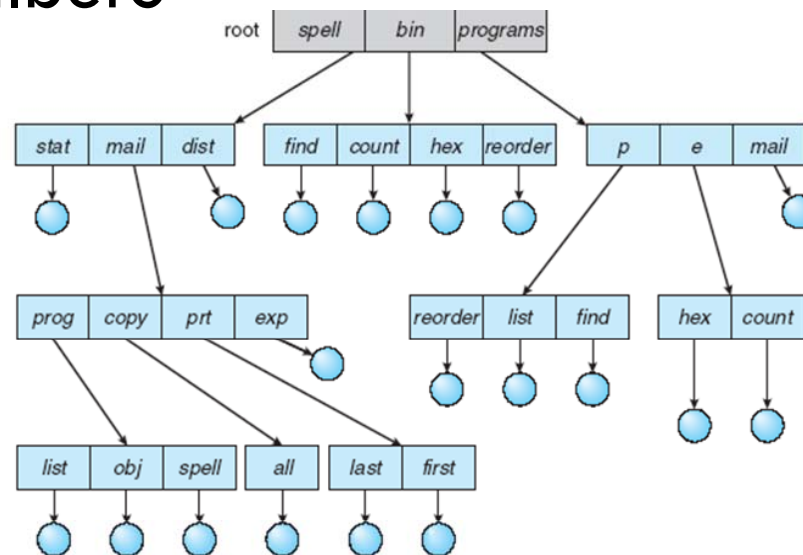 root spell bin programs
stat mail dist find count hex reorder p e mail
prog copy prt exp reorder list find hex count
list obj spell all last first